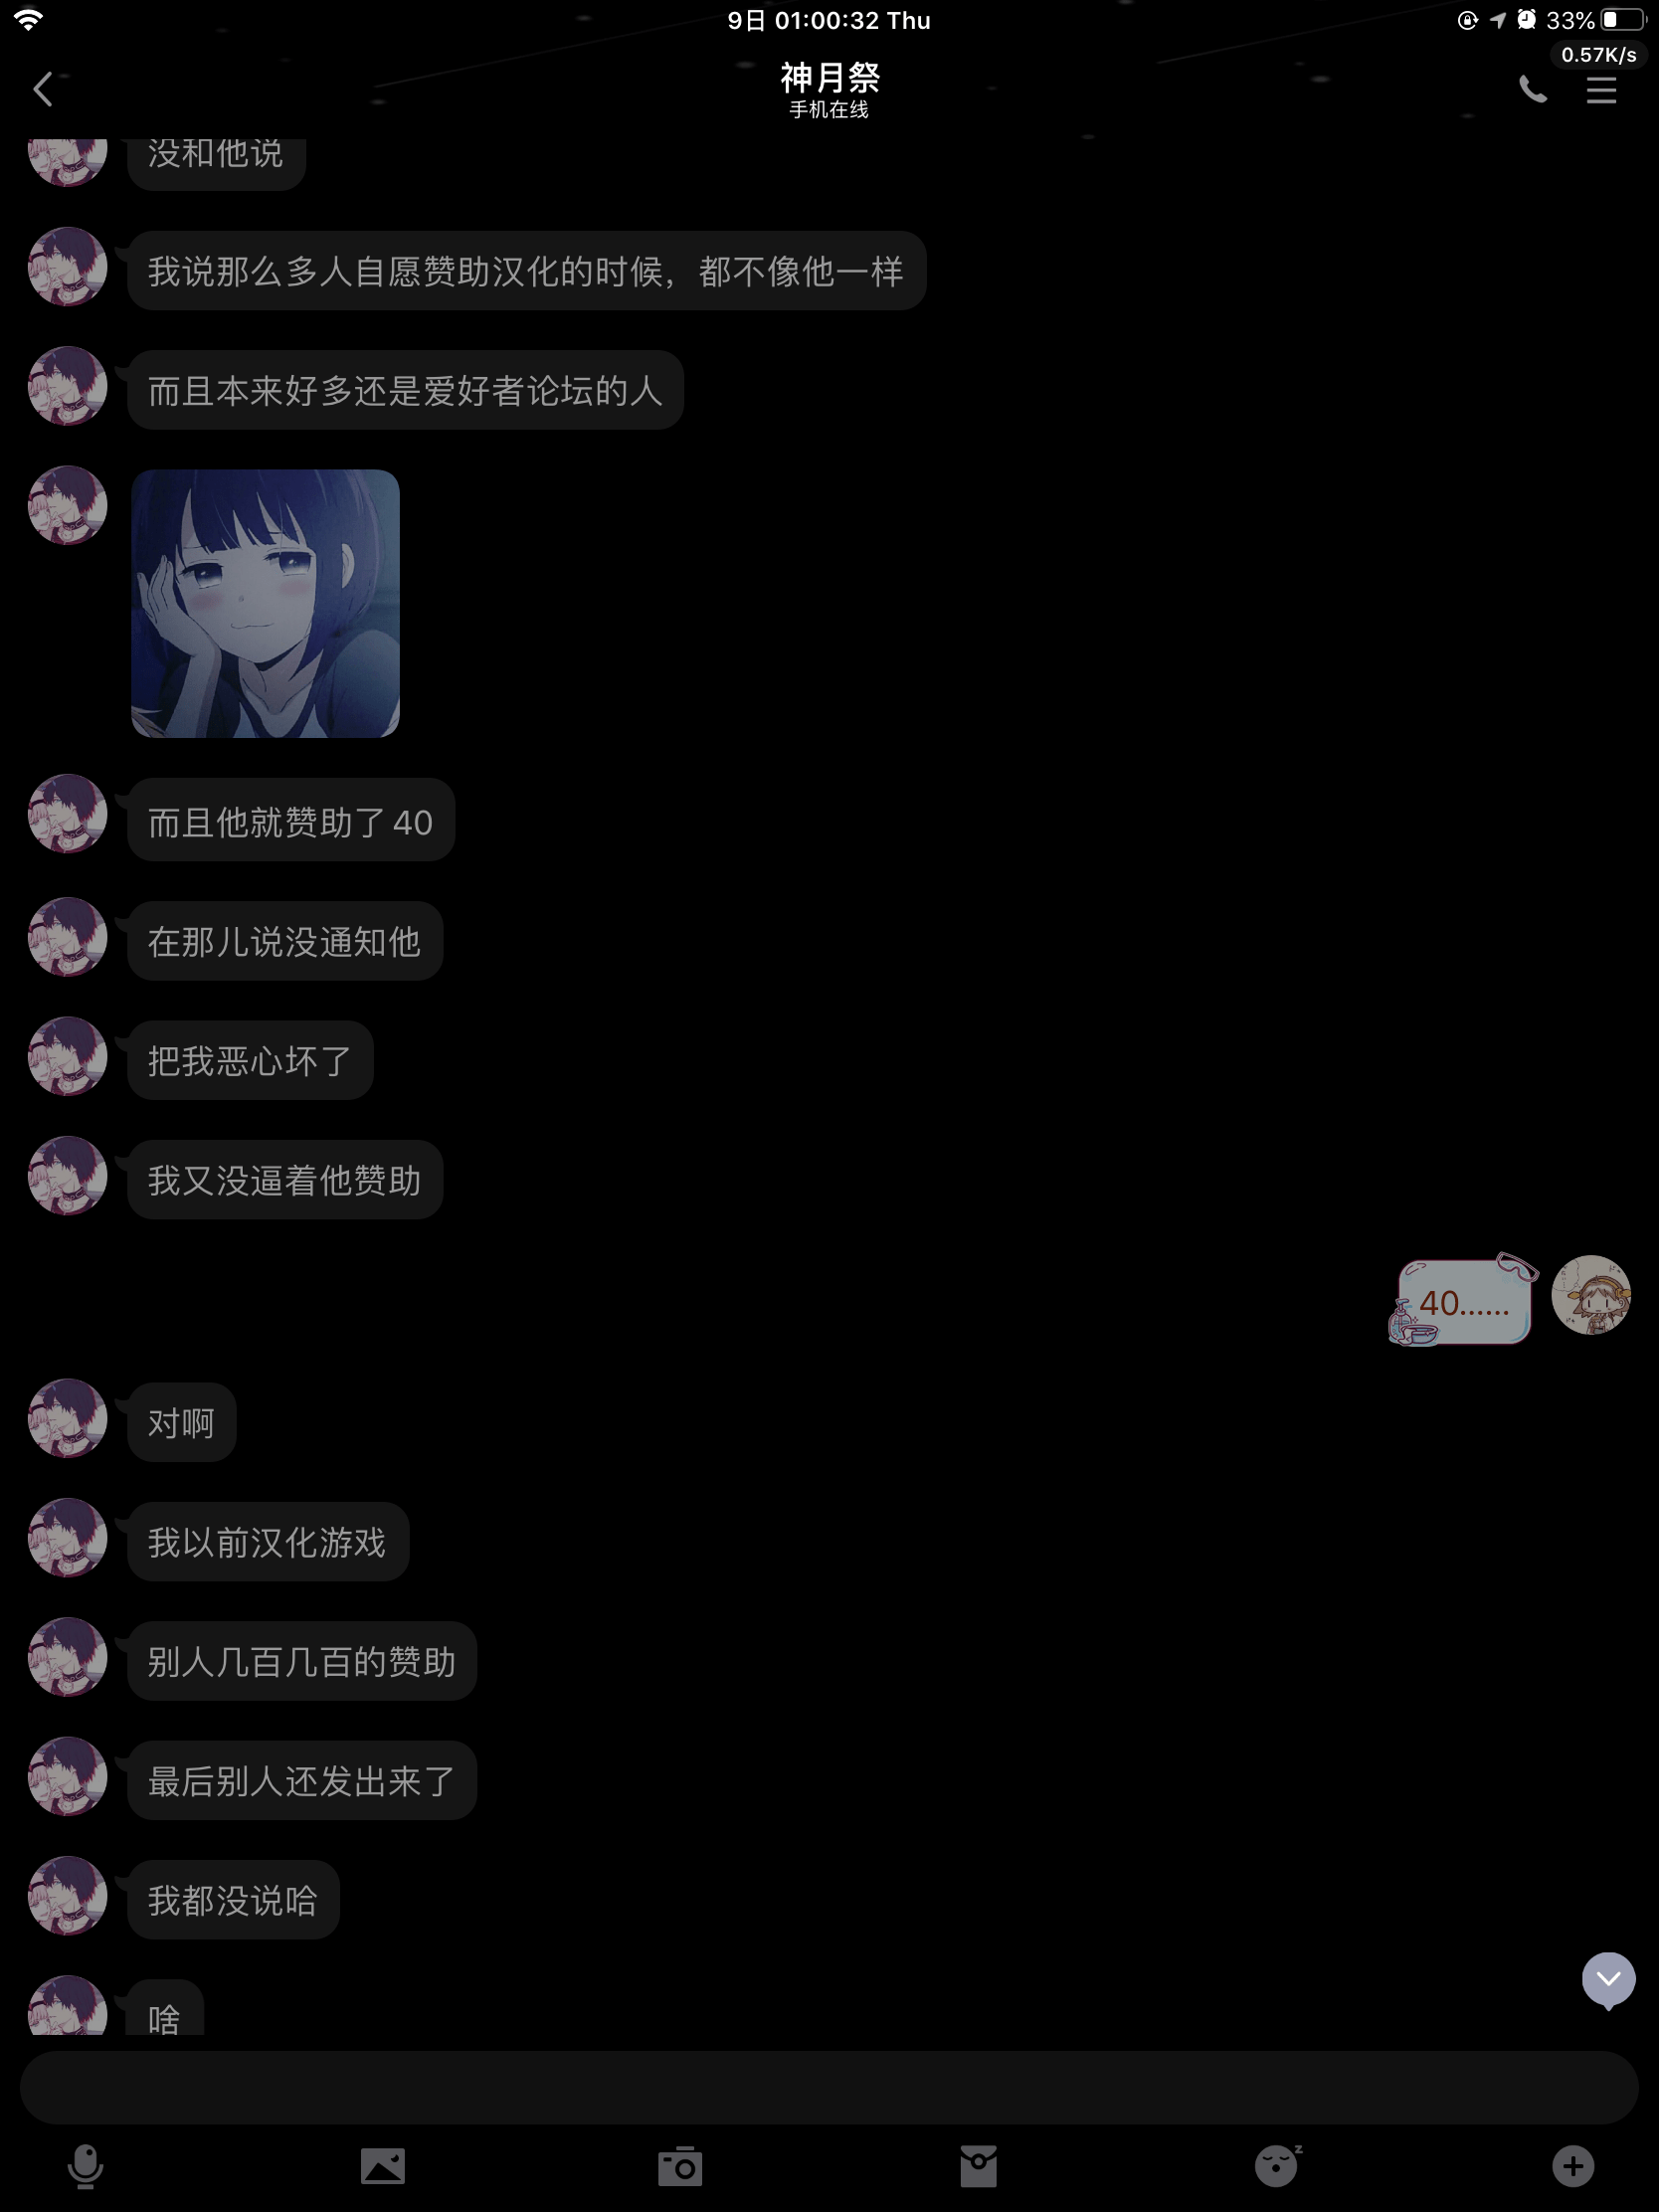 9日 01:00:32 Thu
33%
0.57K/s
神月祭
手机在线
没和他说
我说那么多人自愿赞助汉化的时候，都不像他一样
而且本来好多还是爱好者论坛的人
而且他就赞助了40
在那儿说没通知他
把我恶心坏了
我又没逼着他赞助
40......
对啊
我以前汉化游戏
别人几百几百的赞助
最后别人还发出来了
我都没说哈
啥